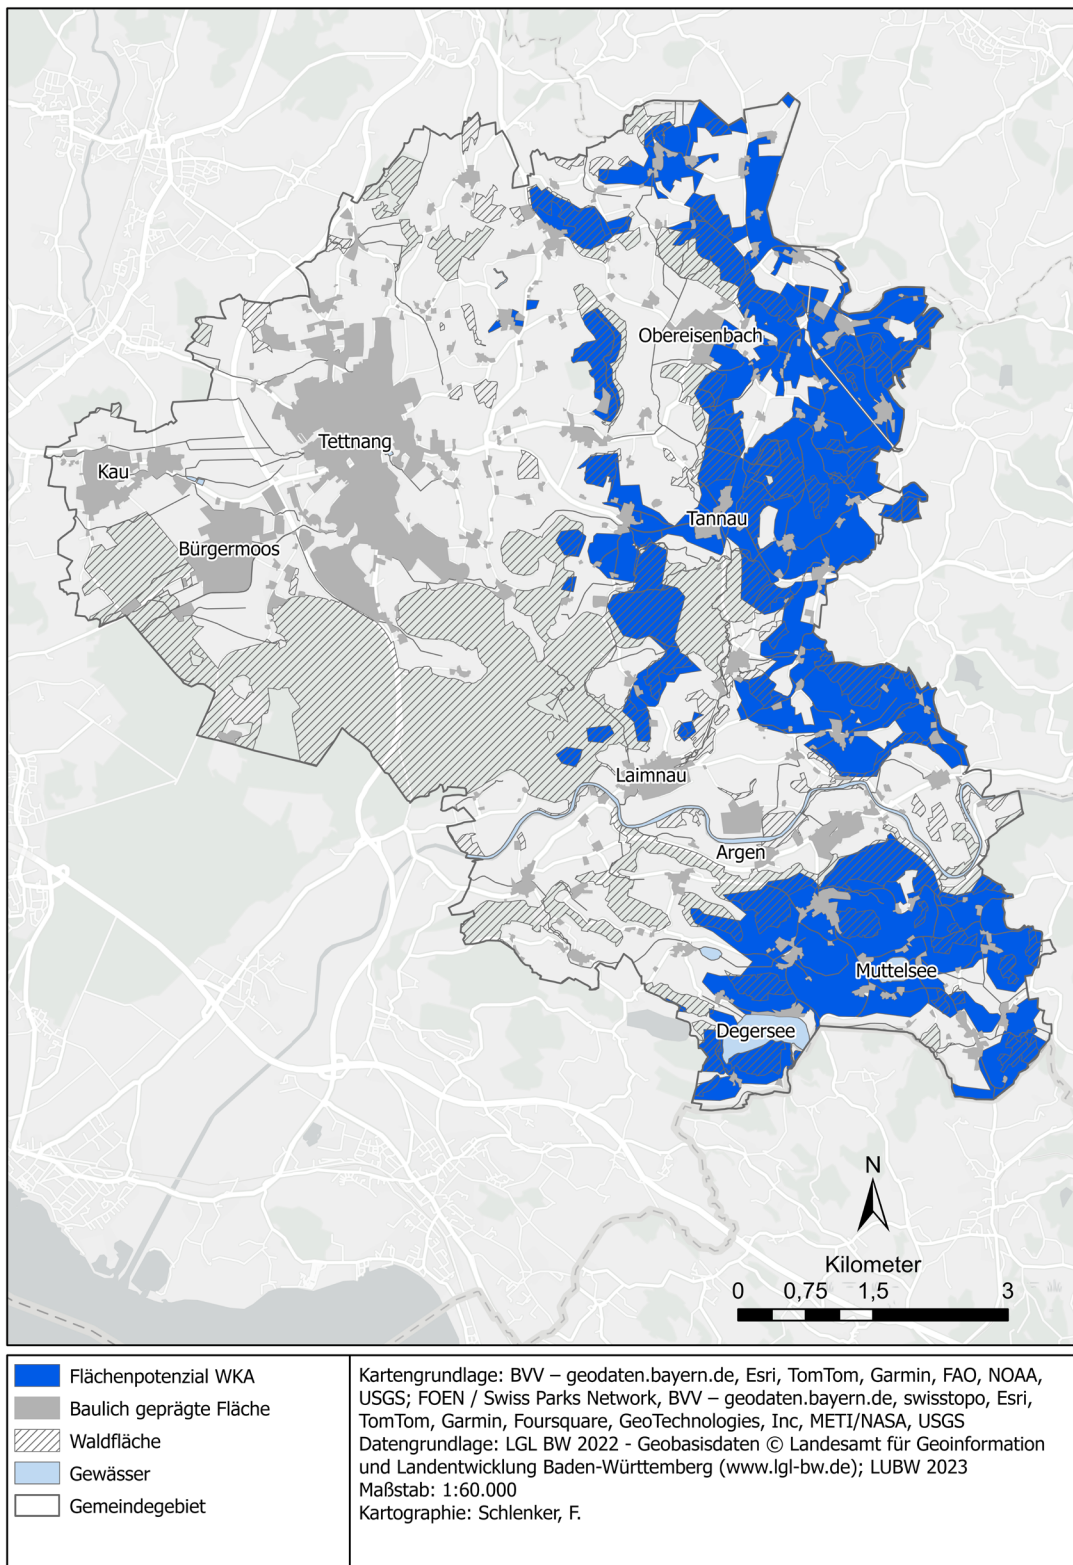 Obereisenbach
Tettnang
Kau
Tannau
Bürgermoos
Laimnau
Argen
Muttelsee
Degersee
N
Kilometer
0 0,75 1,5 3
Flächenpotenzial WKA
Baulich geprägte Fläche
Waldfläche
Gewässer
Gemeindegebiet
Kartengrundlage: BVV – geodaten.bayern.de, Esri, TomTom, Garmin, FAO, NOAA,
USGS; FOEN / Swiss Parks Network, BVV – geodaten.bayern.de, swisstopo, Esri,
TomTom, Garmin, Foursquare, GeoTechnologies, Inc, METI/NASA, USGS
Datengrundlage: LGL BW 2022 - Geobasisdaten © Landesamt für Geoinformation
und Landentwicklung Baden-Württemberg (www.lgl-bw.de); LUBW 2023
Maßstab: 1:60.000
Kartographie: Schlenker, F.